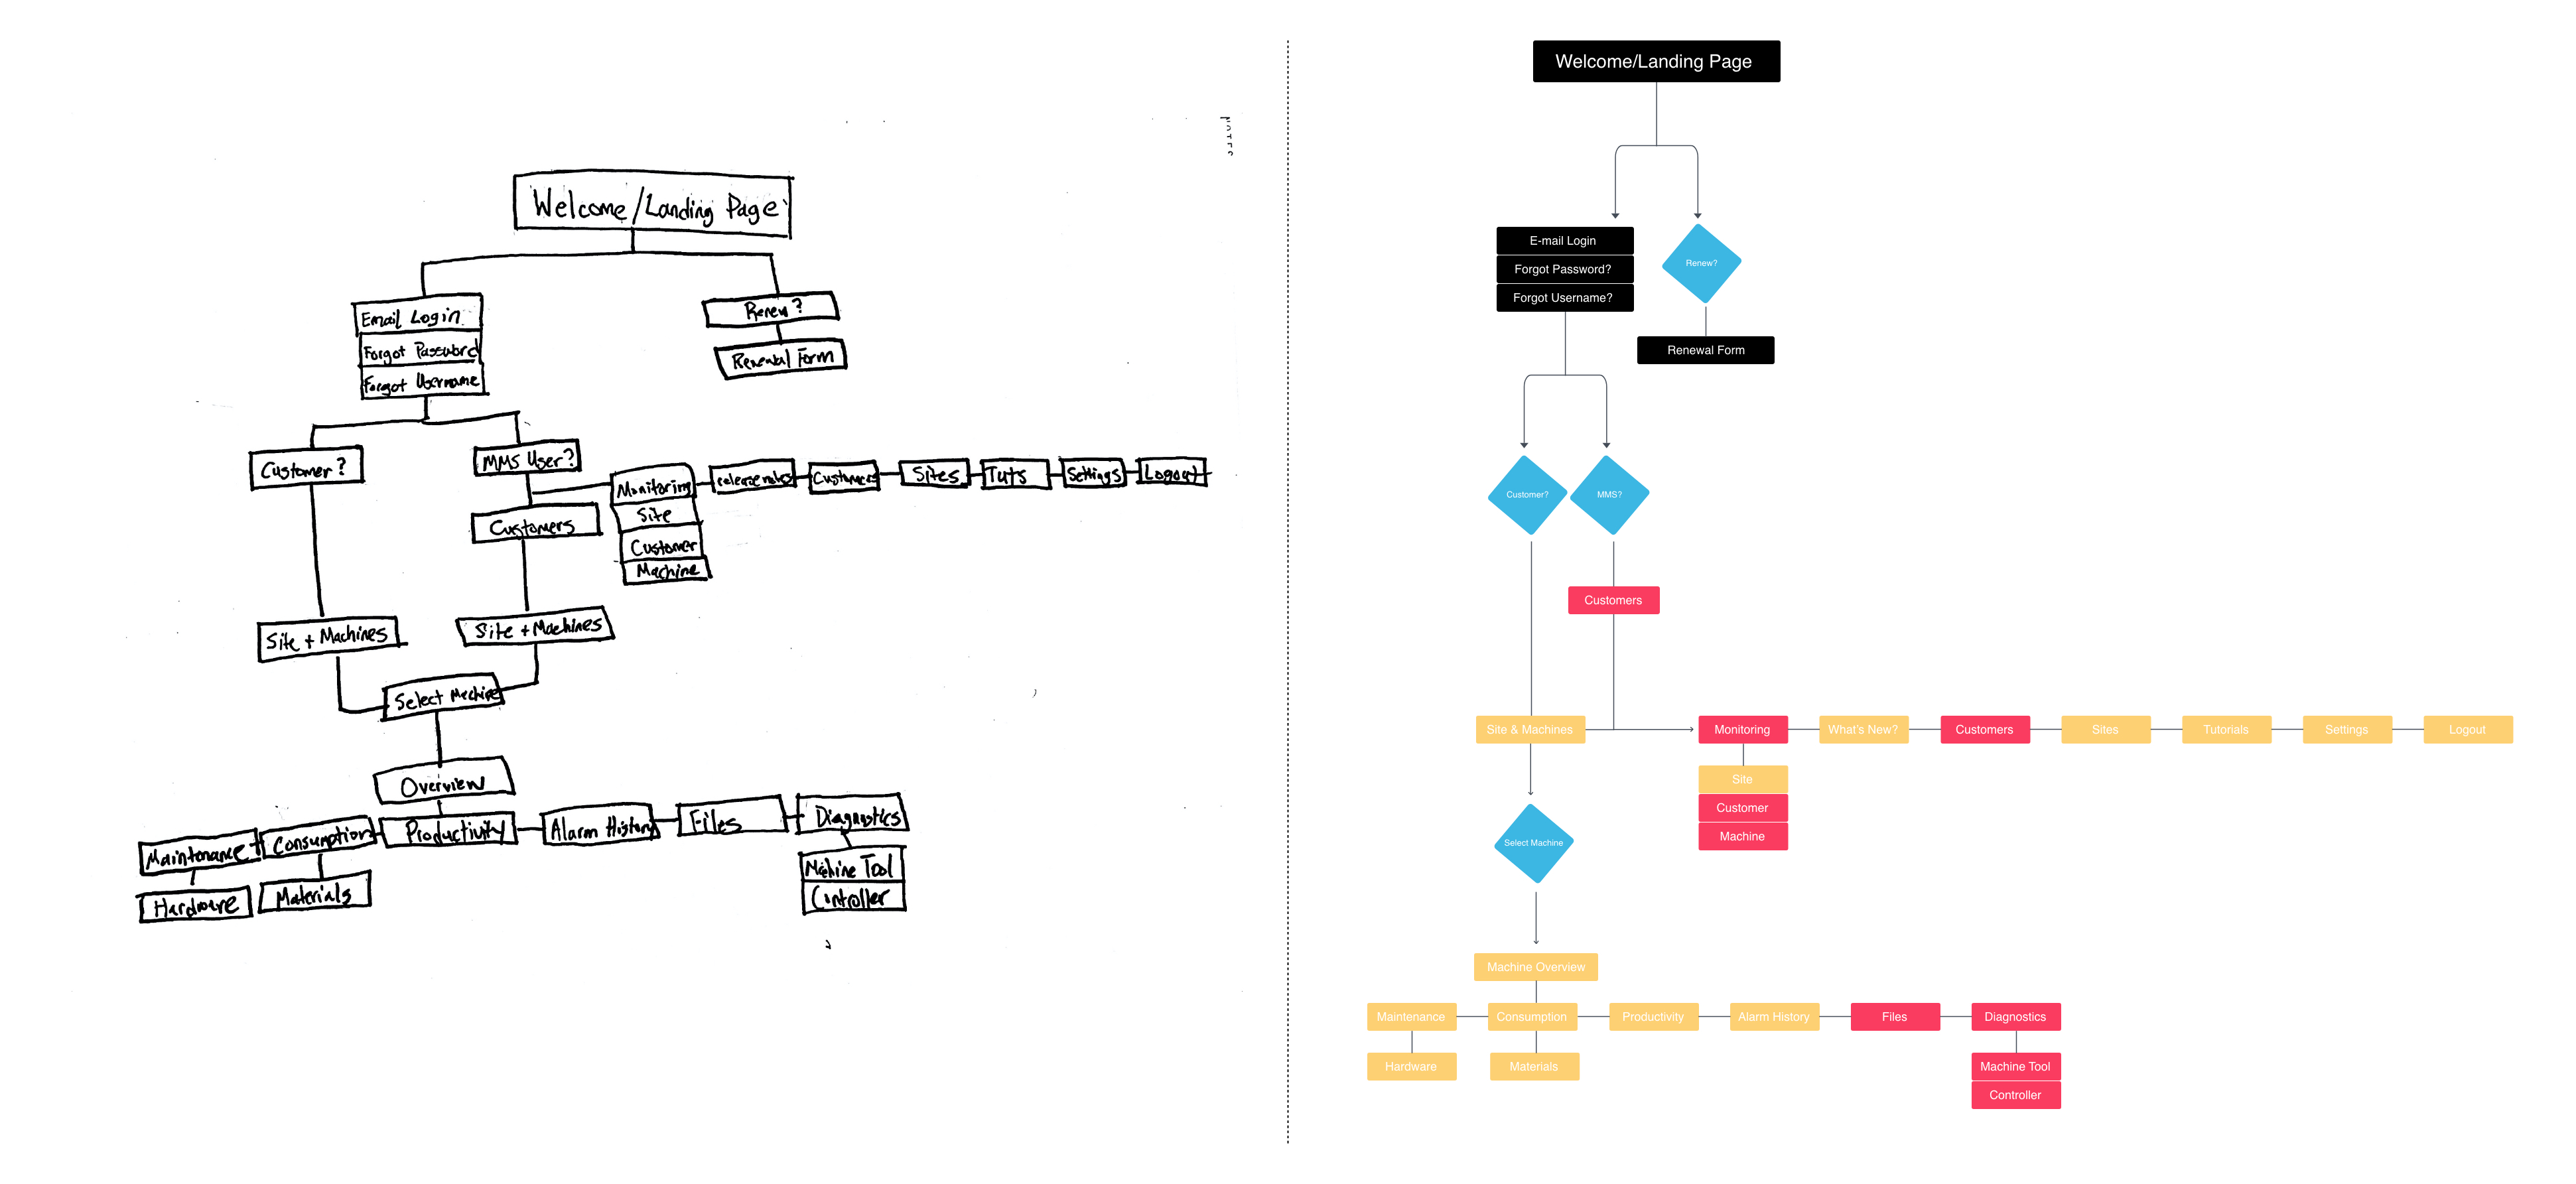 NOTES
Welcome/Landing Page
Email Login
Forgot Password
Forgot Username
Renew?
Renewal Form
Customer?
MMS User?
Monitoring
Site
Customer
Machine
release notes
Customers
Sites
Tuts
Settings
Logout
Customers
Site + Machines
Site + Machines
Select Machine
Overview
Maintenance
Consumption
Productivity
Alarm History
Files
Diagnostics
Hardware
Materials
Machine Tool
Controller
Welcome/Landing Page
E-mail Login
Forgot Password?
Forgot Username?
Renew?
Renewal Form
Customer?
MMS?
Customers
Site & Machines
Monitoring
What's New?
Customers
Sites
Tutorials
Settings
Logout
Site
Customer
Machine
Select Machine
Machine Overview
Maintenance
Consumption
Productivity
Alarm History
Files
Diagnostics
Hardware
Materials
Machine Tool
Controller